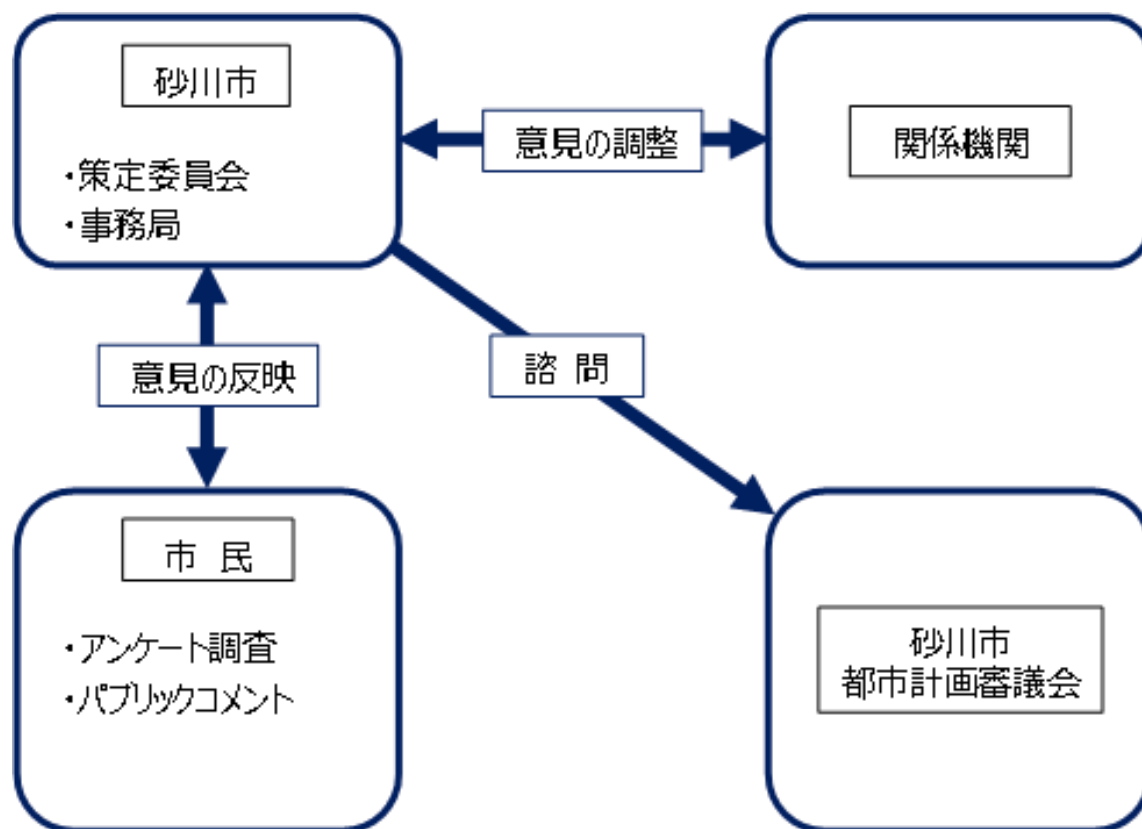 砂川市
・策定委員会
・事務局
意見の調整
関係機関
意見の反映
諮 問
市 民
・アンケート調査
・パブリックコメント
砂川市
都市計画審議会